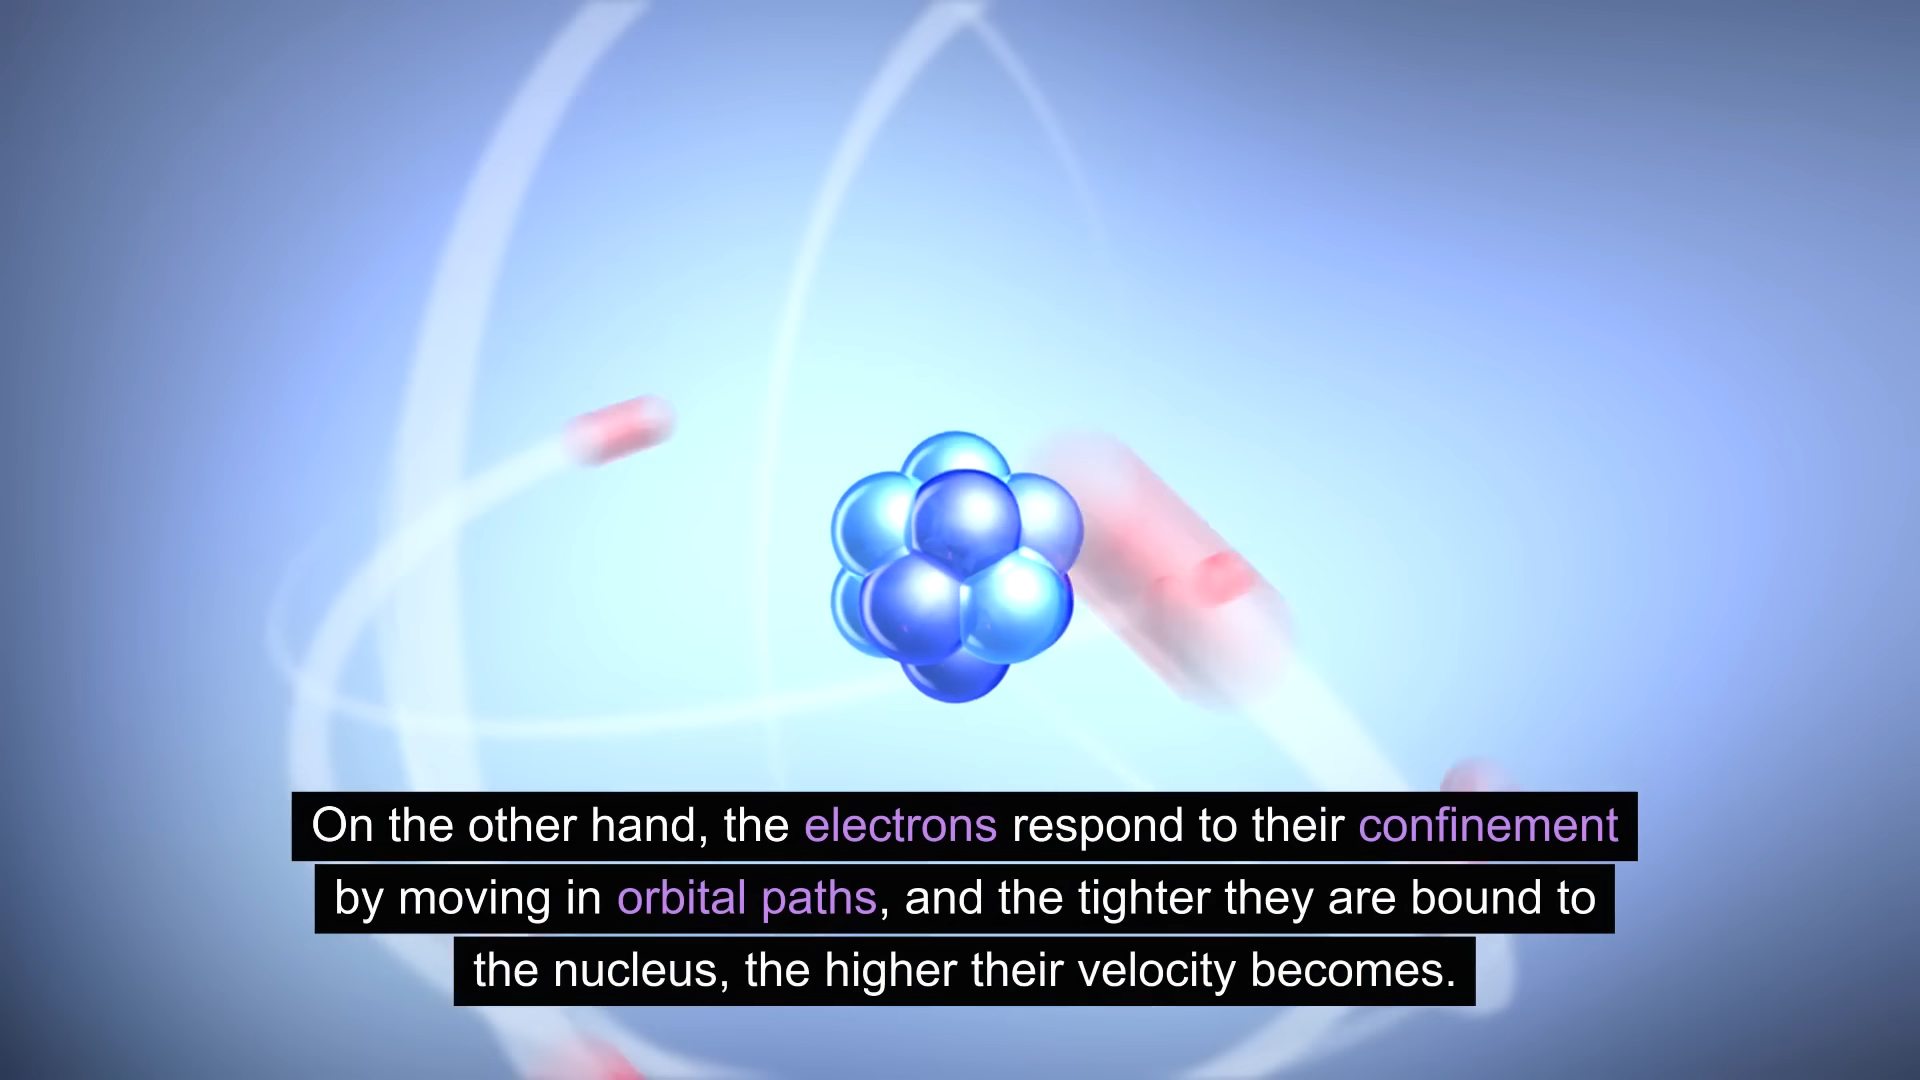 On the other hand, the electrons respond to their confinement
by moving in orbital paths, and the tighter they are bound to
the nucleus, the higher their velocity becomes.